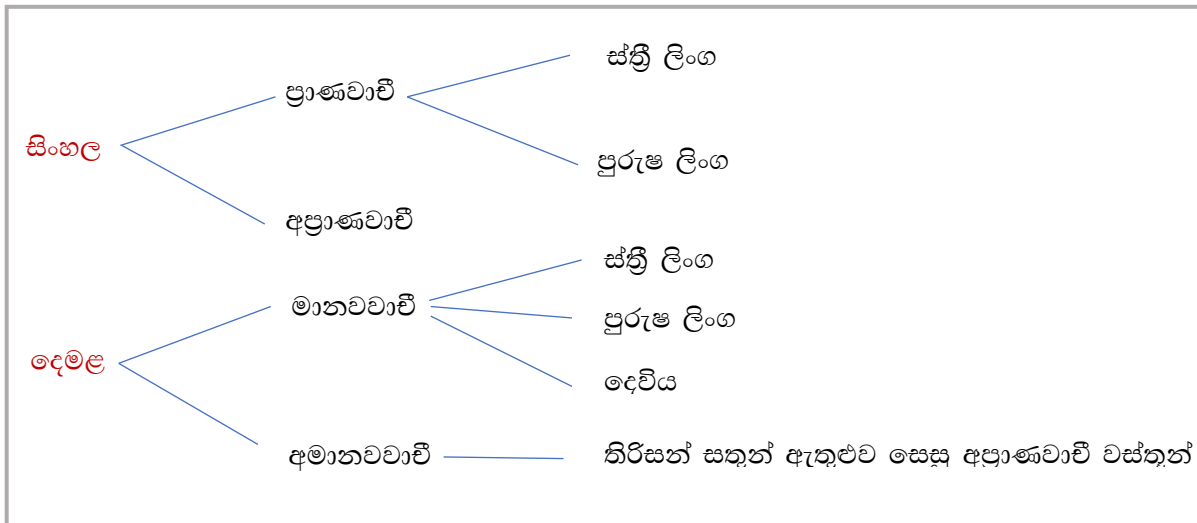 ස්ත්‍රී ලිංග
ප්‍රාණවාචී
සිංහල
පුරුෂ ලිංග
අප්‍රාණවාචී
ස්ත්‍රී ලිංග
මානවවාචී
පුරුෂ ලිංග
දෙමළ
දෙවිය
අමානවවාචී
තිරිසන් සතුන් ඇතුළුව සෙසු අප්‍රාණවාචී වස්තූන්